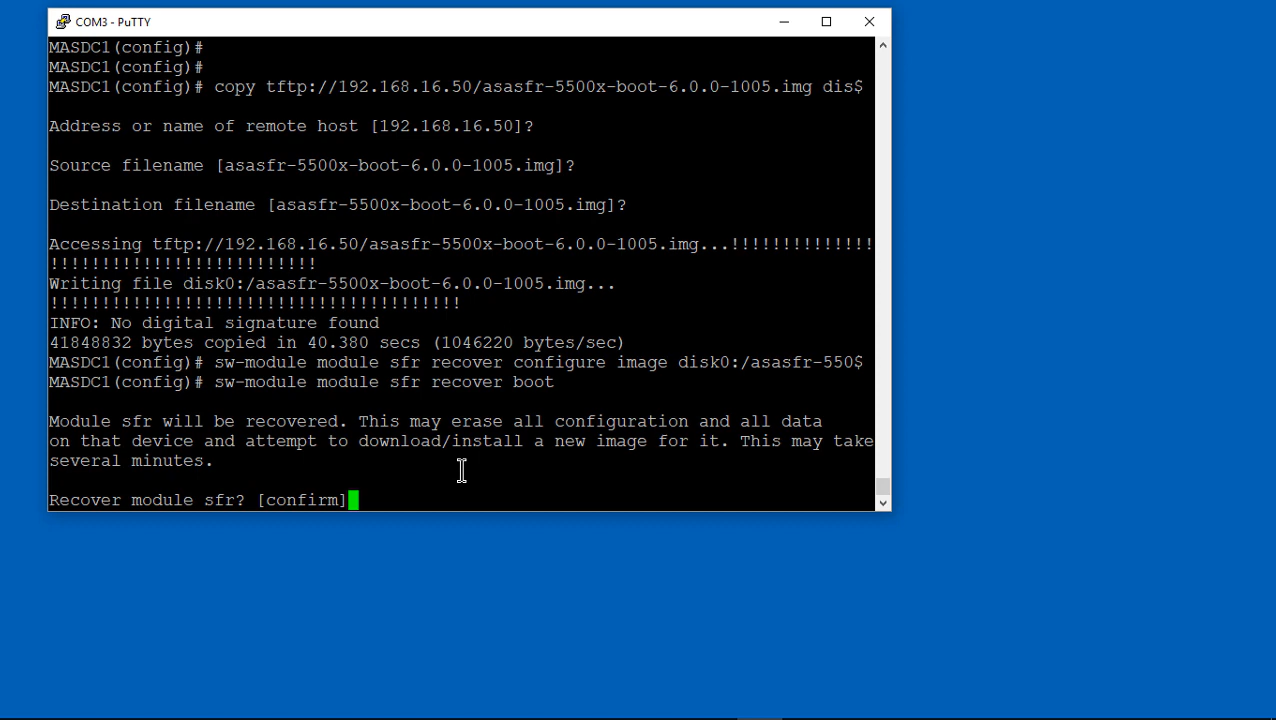 COM3 - PuTTY
MASDC1(config)#
MASDC1(config)#
MASDC1(config)# copy tftp://192.168.16.50/asasfr-5500x-boot-6.0.0-1005.img dis$
Address or name of remote host [192.168.16.50]?
Source filename [asasfr-5500x-boot-6.0.0-1005.img]?
Destination filename [asasfr-5500x-boot-6.0.0-1005.img]?
Accessing tftp://192.168.16.50/asasfr-5500x-boot-6.0.0-1005.img...!!!!!!!!!!!!!!
!!!!!!!!!!!!!!!!!!!!!!!!!!
Writing file disk0:/asasfr-5500x-boot-6.0.0-1005.img...
!!!!!!!!!!!!!!!!!!!!!!!!!!!!!!!!!!!!!!!!
INFO: No digital signature found
41848832 bytes copied in 40.380 secs (1046220 bytes/sec)
MASDC1(config)# sw-module module sfr recover configure image disk0:/asasfr-550$
MASDC1(config)# sw-module module sfr recover boot
Module sfr will be recovered. This may erase all configuration and all data
on that device and attempt to download/install a new image for it. This may take
several minutes.
Recover module sfr? [confirm]